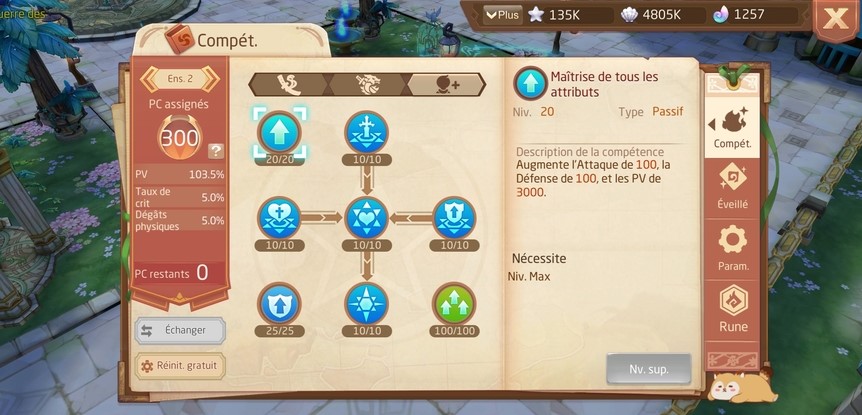 uerre des
Plus
135K
4805K
1257
Compét.
Ens. 2
PC assignés
300
?
PV 103.5%
Taux de
crit 5.0%
Dégâts
physiques 5.0%
PC restants 0
Échanger
Réinit. gratuit
20/20
10/10
10/10
10/10
10/10
25/25
10/10
100/100
Maîtrise de tous les
attributs
Niv. 20 Type Passif
Description de la compétence
Augmente l'Attaque de 100, la
Défense de 100, et les PV de
3000.
Nécessite
Niv. Max
Nv. sup.
Compét.
Éveillé
Param.
Rune